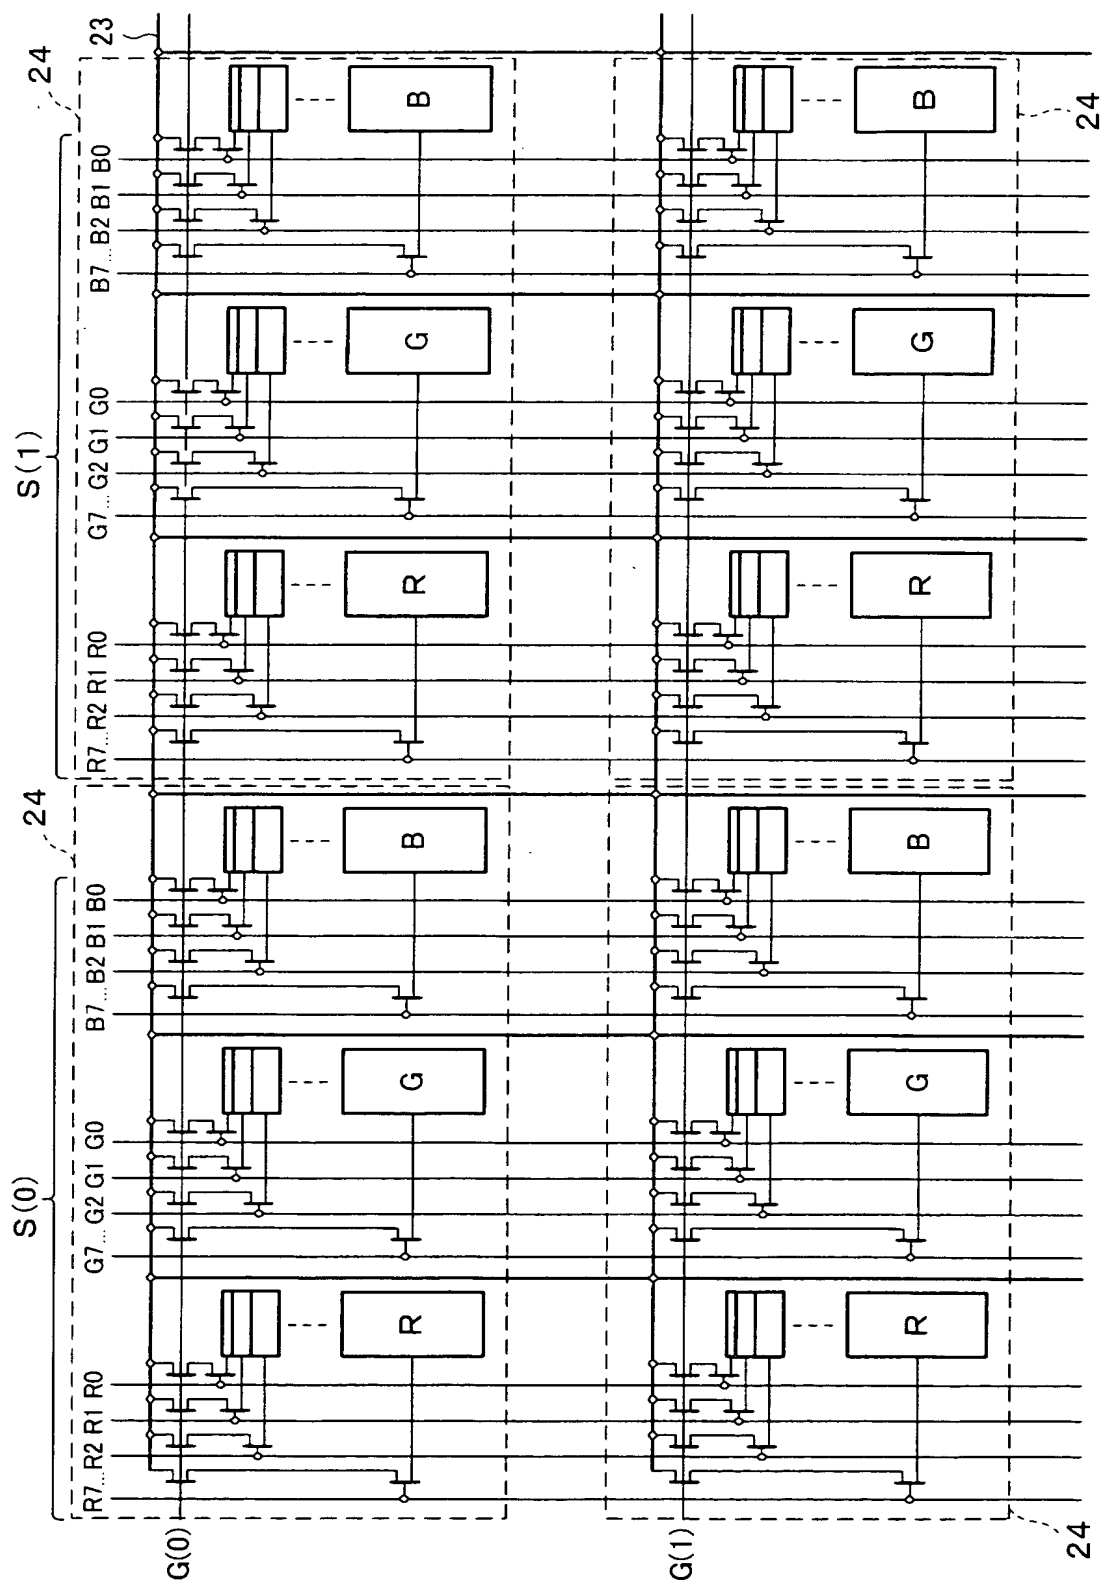 S(0) S(1)
24 24 23
R7...R2 R1 R0 G7...G2 G1 G0 B7...B2 B1 B0 R7...R2 R1 R0 G7...G2 G1 G0 B7...B2 B1 B0
G(0)
R G B R G B
G(1)
R G B R G B
24 24